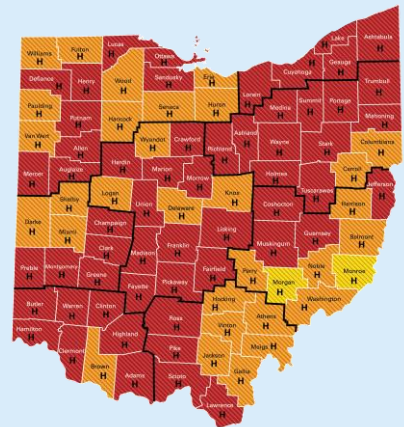 Williams
H
Fulton
H
Lucas
H
Ottawa
H
Lake
H
Ashtabula
H
Geauga
H
Cuyahoga
H
Defiance
H
Henry
H
Wood
H
Sandusky
H
Erie
H
Lorain
H
Trumbull
H
Paulding
H
Seneca
H
Huron
H
Medina
H
Summit
H
Portage
H
Mahoning
H
Putnam
H
Hancock
H
Van Wert
H
Wyandot
H
Crawford
H
Richland
H
Ashland
H
Wayne
H
Stark
H
Columbiana
H
Allen
H
Hardin
H
Marion
H
Carroll
H
Mercer
H
Auglaize
H
Morrow
H
Holmes
H
Tuscarawas
H
Jefferson
H
Logan
H
Knox
H
Harrison
H
Shelby
H
Union
H
Delaware
H
Coshocton
H
Darke
H
Miami
H
Champaign
H
Licking
H
Guernsey
H
Belmont
H
Clark
H
Madison
H
Franklin
H
Muskingum
H
Preble
H
Montgomery
H
Greene
H
Fairfield
H
Perry
H
Noble
H
Monroe
H
Fayette
H
Pickaway
H
Morgan
H
Washington
H
Butler
H
Warren
H
Clinton
H
Hocking
H
Athens
H
Ross
H
Hamilton
H
Clermont
H
Highland
H
Vinton
H
Meigs
H
Pike
H
Jackson
H
Brown
H
Adams
H
Scioto
H
Gallia
H
Lawrence
H